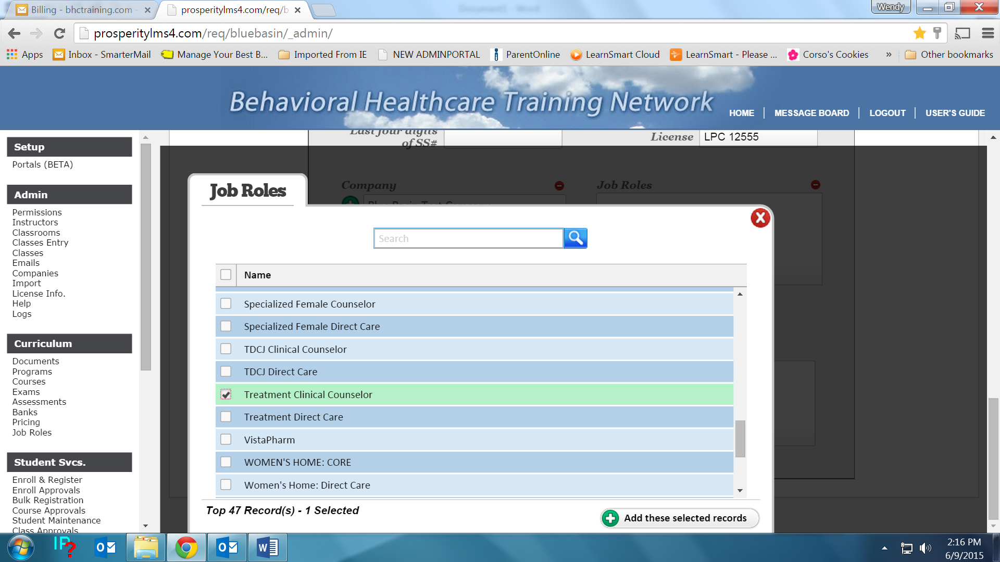 Document1 - Word
Billing - bhctraining.com -
prosperitylms4.com/req/b
Wendy
prosperitylms4.com/req/bluebasin/_admin/
Apps
Inbox - SmarterMail
Manage Your Best B...
Imported From IE
NEW ADMINPORTAL
ParentOnline
LearnSmart Cloud
LearnSmart - Please ...
Corso's Cookies
»
Other bookmarks
Behavioral Healthcare Training Network
HOME | MESSAGE BOARD | LOGOUT | USER'S GUIDE
Setup
Portals (BETA)
Admin
Permissions
Instructors
Classrooms
Classes Entry
Classes
Emails
Companies
Import
License Info.
Help
Logs
Curriculum
Documents
Programs
Courses
Exams
Assessments
Banks
Pricing
Job Roles
Student Svcs.
Enroll & Register
Enroll Approvals
Bulk Registration
Course Approvals
Student Maintenance
Class Approvals
Last four digits
of SS#
License
LPC 12555
Company
Blue Basin Test Company
Job Roles
Job Roles
Search
Name
Specialized Female Counselor
Specialized Female Direct Care
TDCJ Clinical Counselor
TDCJ Direct Care
Treatment Clinical Counselor
Treatment Direct Care
VistaPharm
WOMEN'S HOME: CORE
Women's Home: Direct Care
Top 47 Record(s) - 1 Selected
Add these selected records
IP?
2:16 PM
6/9/2015